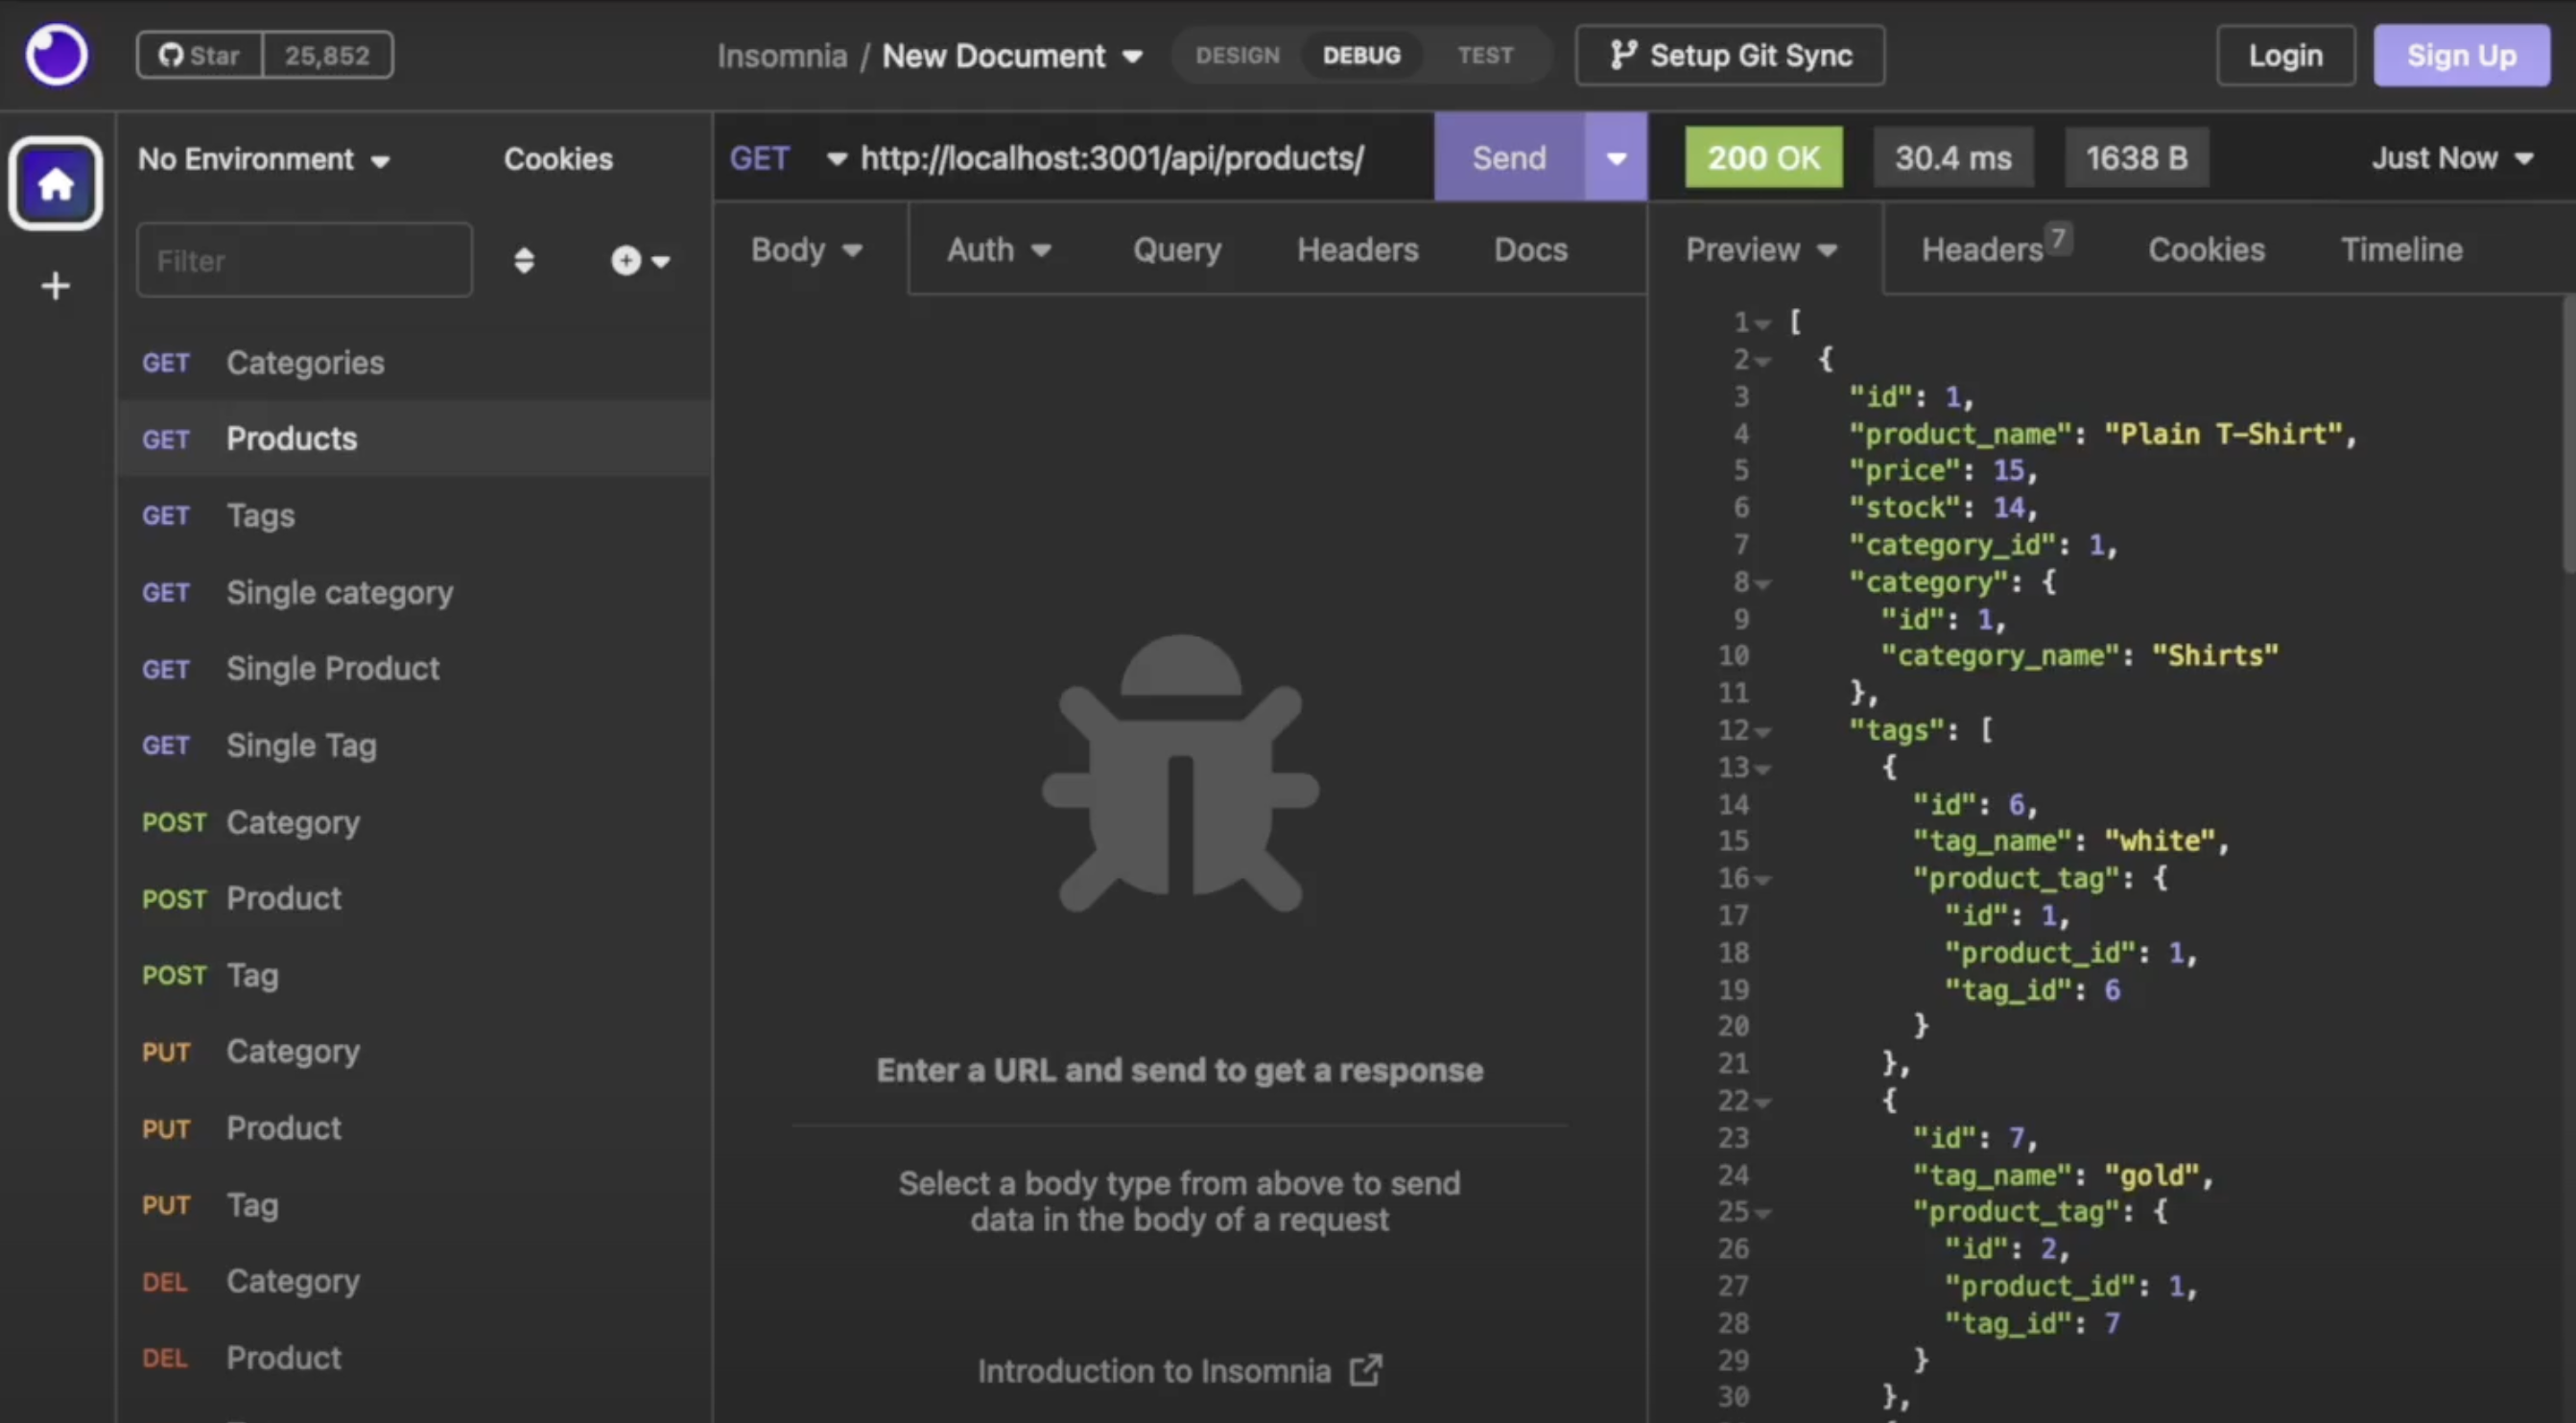 Star 25,852
Insomnia / New Document
DESIGN DEBUG TEST
Setup Git Sync
Login
Sign Up
No Environment
Cookies
Filter
GET Categories
GET Products
GET Tags
GET Single category
GET Single Product
GET Single Tag
POST Category
POST Product
POST Tag
PUT Category
PUT Product
PUT Tag
DEL Category
DEL Product
GET http://localhost:3001/api/products/
Send
Body Auth Query Headers Docs
Enter a URL and send to get a response
Select a body type from above to send
data in the body of a request
Introduction to Insomnia
200 OK 30.4 ms 1638 B Just Now
Preview Headers 7 Cookies Timeline
1 [
2 {
3 "id": 1,
4 "product_name": "Plain T-Shirt",
5 "price": 15,
6 "stock": 14,
7 "category_id": 1,
8 "category": {
9 "id": 1,
10 "category_name": "Shirts"
11 },
12 "tags": [
13 {
14 "id": 6,
15 "tag_name": "white",
16 "product_tag": {
17 "id": 1,
18 "product_id": 1,
19 "tag_id": 6
20 }
21 },
22 {
23 "id": 7,
24 "tag_name": "gold",
25 "product_tag": {
26 "id": 2,
27 "product_id": 1,
28 "tag_id": 7
29 }
30 },